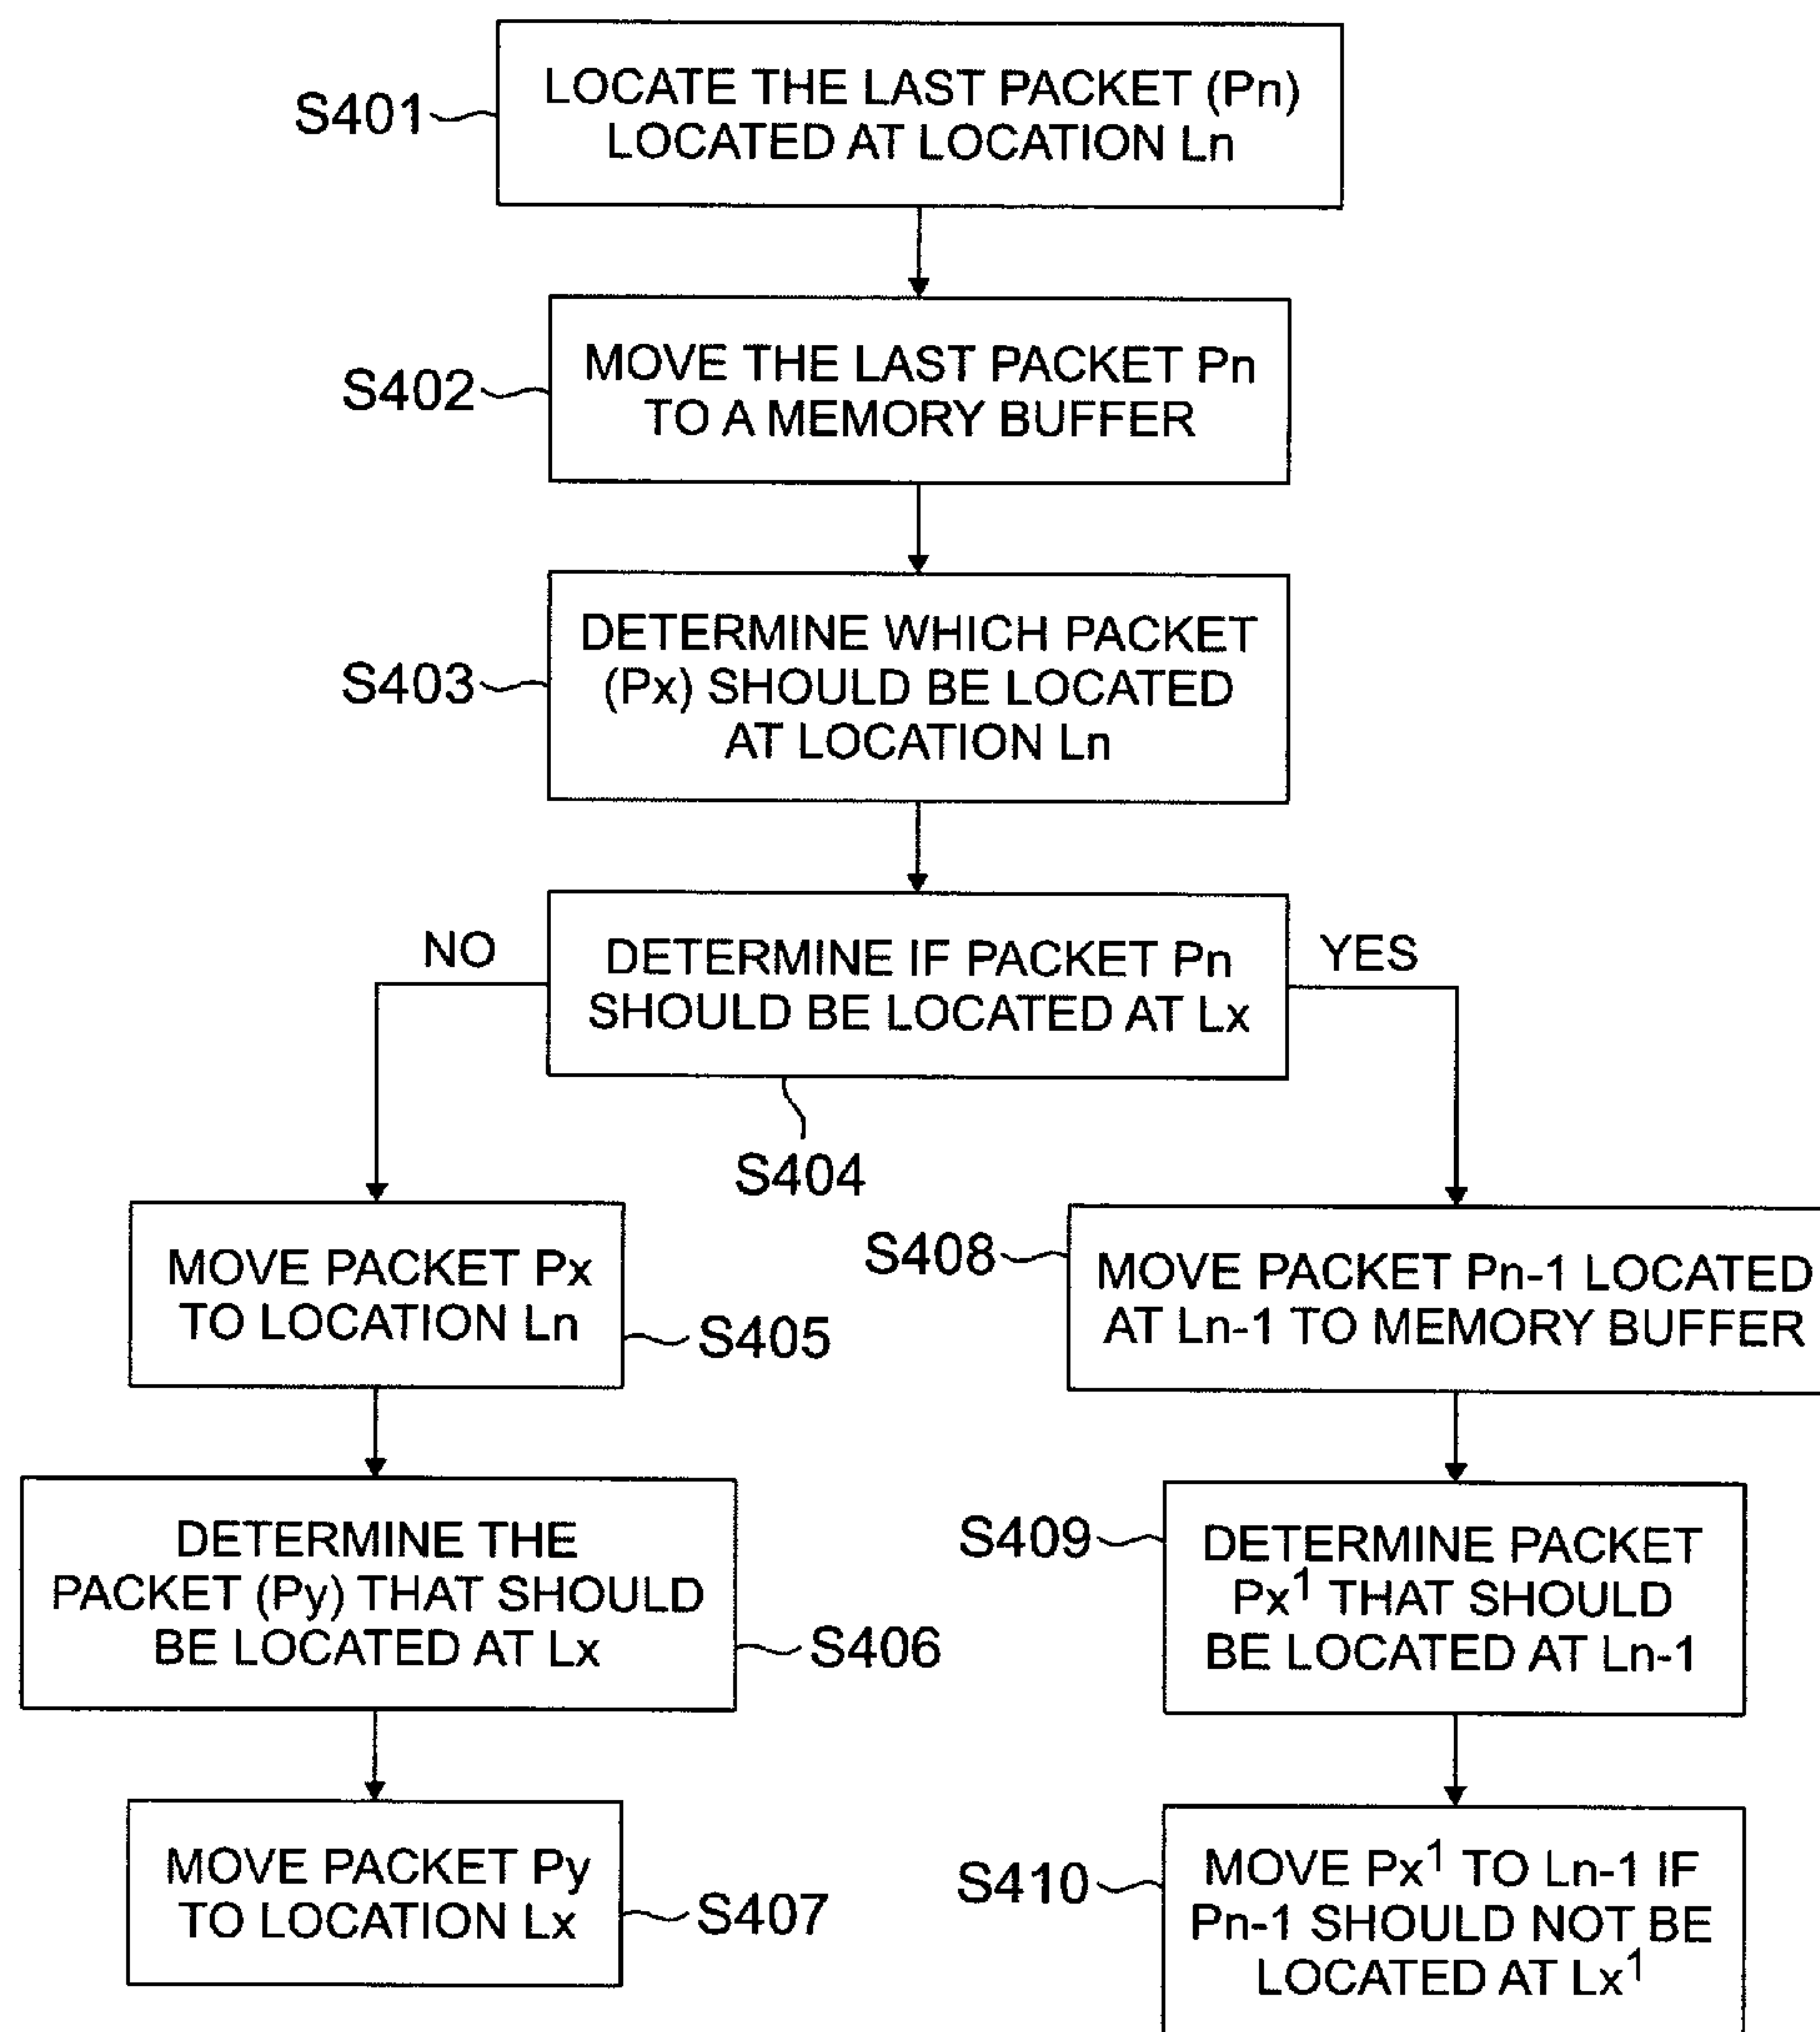 S401
LOCATE THE LAST PACKET (Pn)
LOCATED AT LOCATION Ln
S402
MOVE THE LAST PACKET Pn
TO A MEMORY BUFFER
S403
DETERMINE WHICH PACKET
(Px) SHOULD BE LOCATED
AT LOCATION Ln
NO
DETERMINE IF PACKET Pn
SHOULD BE LOCATED AT Lx
YES
S404
MOVE PACKET Px
TO LOCATION Ln
S405
DETERMINE THE
PACKET (Py) THAT SHOULD
BE LOCATED AT Lx
S406
MOVE PACKET Py
TO LOCATION Lx
S407
S408
MOVE PACKET Pn-1 LOCATED
AT Ln-1 TO MEMORY BUFFER
S409
DETERMINE PACKET
Px¹ THAT SHOULD
BE LOCATED AT Ln-1
S410
MOVE Px¹ TO Ln-1 IF
Pn-1 SHOULD NOT BE
LOCATED AT Lx¹